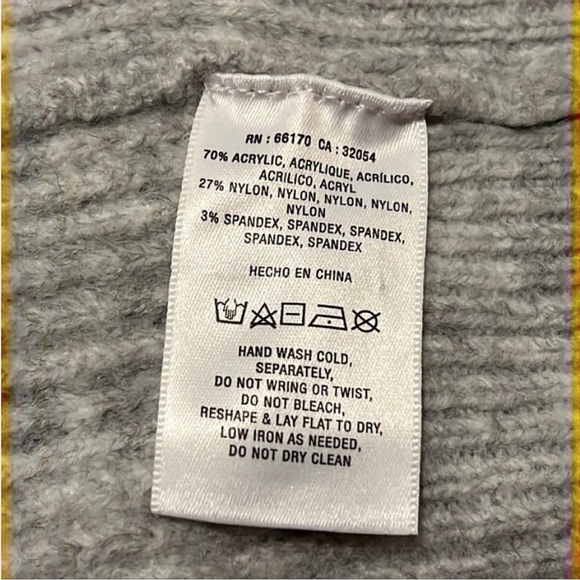 RN : 66170 CA : 32054
70% ACRYLIC, ACRYLIQUE, ACRÍLICO,
ACRILICO, ACRYL
27% NYLON, NYLON, NYLON, NYLON,
NYLON
3% SPANDEX, SPANDEX, SPANDEX,
SPANDEX, SPANDEX
HECHO EN CHINA
HAND WASH COLD,
SEPARATELY,
DO NOT WRING OR TWIST,
DO NOT BLEACH,
RESHAPE & LAY FLAT TO DRY,
LOW IRON AS NEEDED,
DO NOT DRY CLEAN